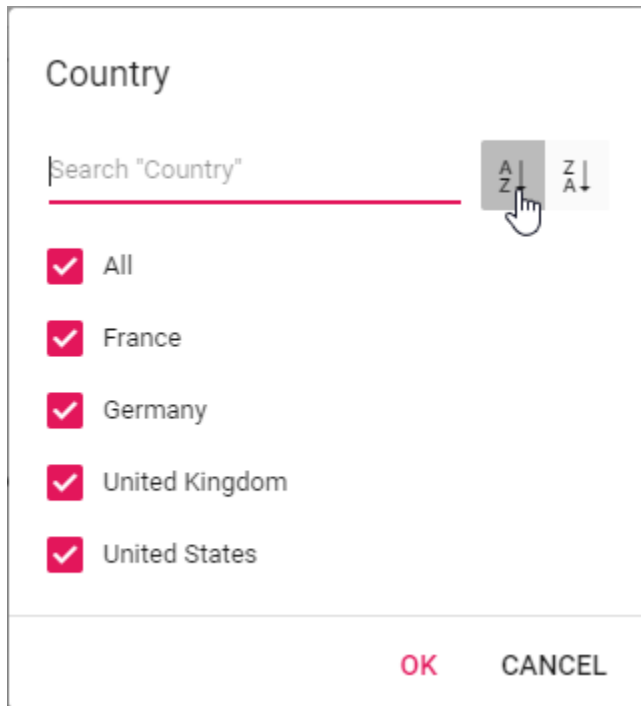 Country
Search "Country"
A
Z
Z
A
All
France
Germany
United Kingdom
United States
OK CANCEL